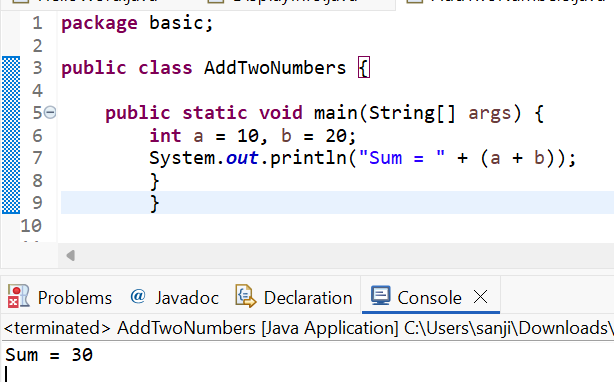 1 package basic;
2
3 public class AddTwoNumbers {
4
5 public static void main(String[] args) {
6 int a = 10, b = 20;
7 System.out.println("Sum = " + (a + b));
8 }
9 }
10
Problems @ Javadoc Declaration Console
<terminated> AddTwoNumbers [Java Application] C:\Users\sanji\Downloads\
Sum = 30